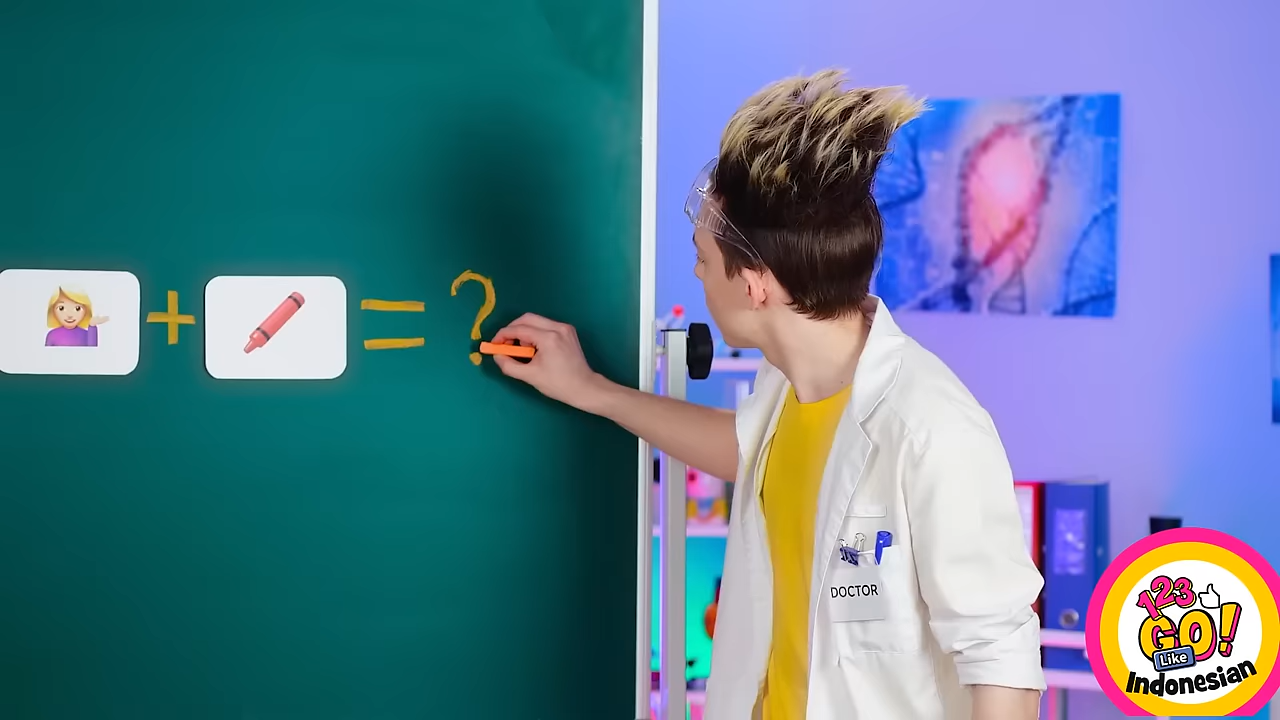 + = ?
DOCTOR
123
GO!
Like
Indonesian